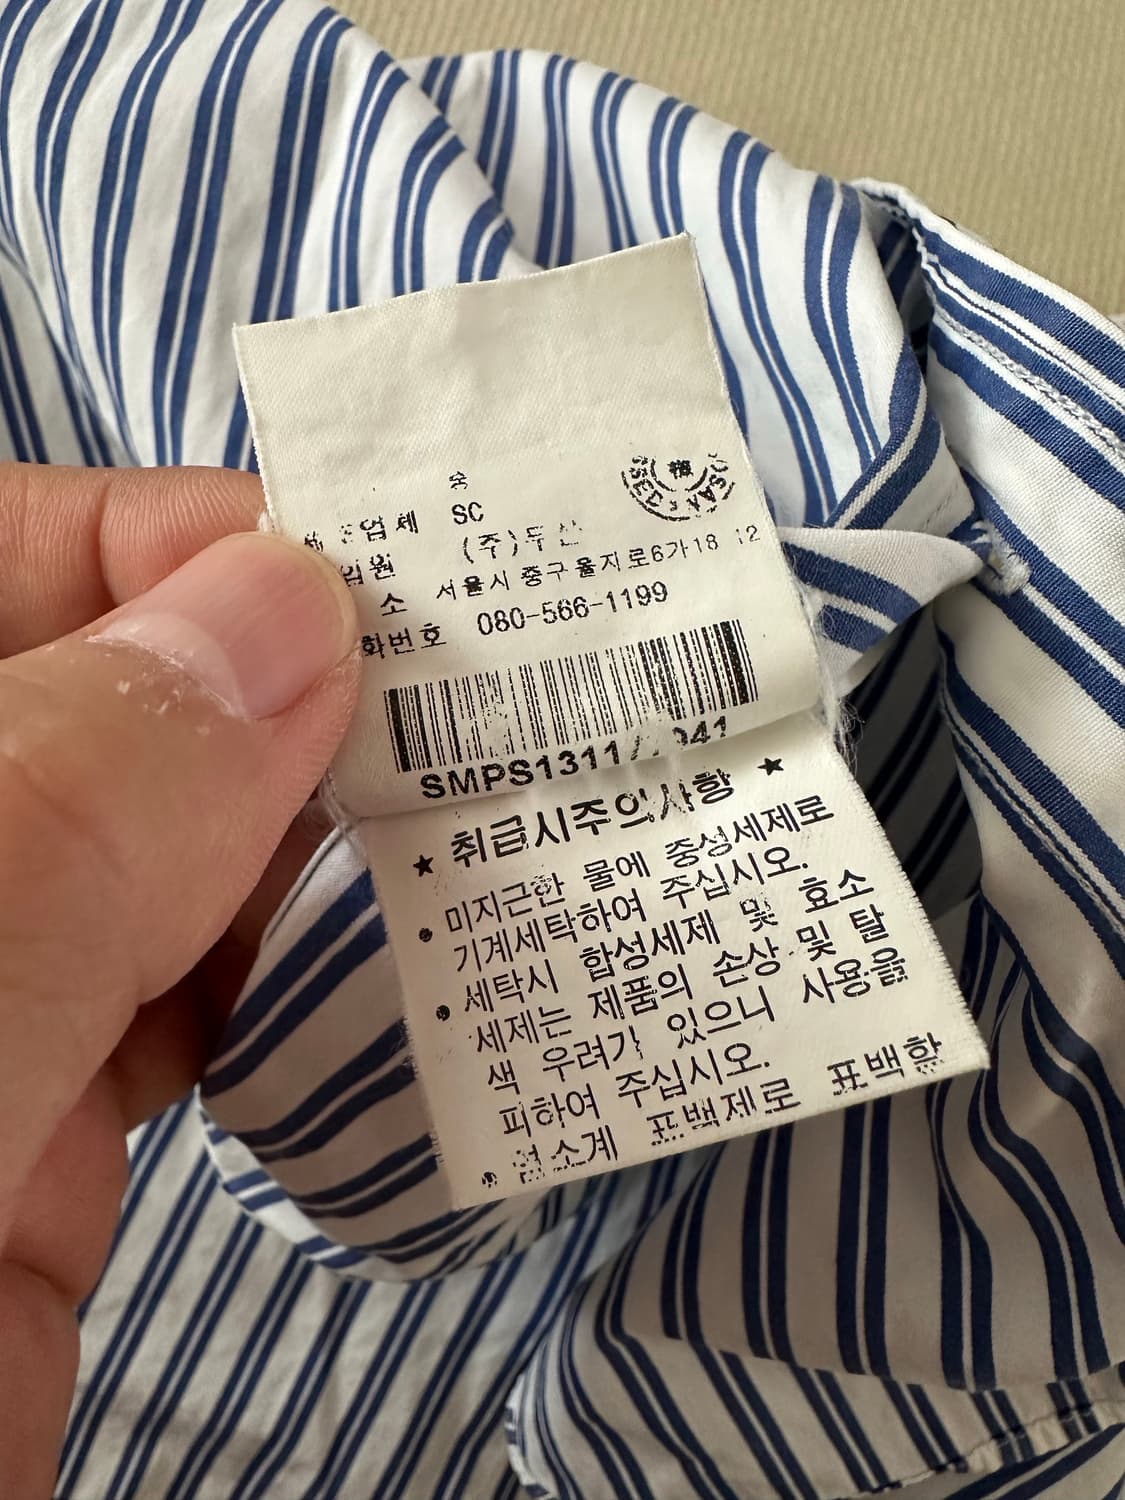 SC
(주)두산
서울시 중구 을지로6가18 12
소
080-566-1199
화번호
취급시주의사항
미지근한 물에 중성세제로
기계세탁하여 주십시오.
세탁시 합성세제 및 효소
세제는 제품의 손상 및 탈
색 우려가 있으니 사용을
피하여 주십시오.
표백제로 표백할